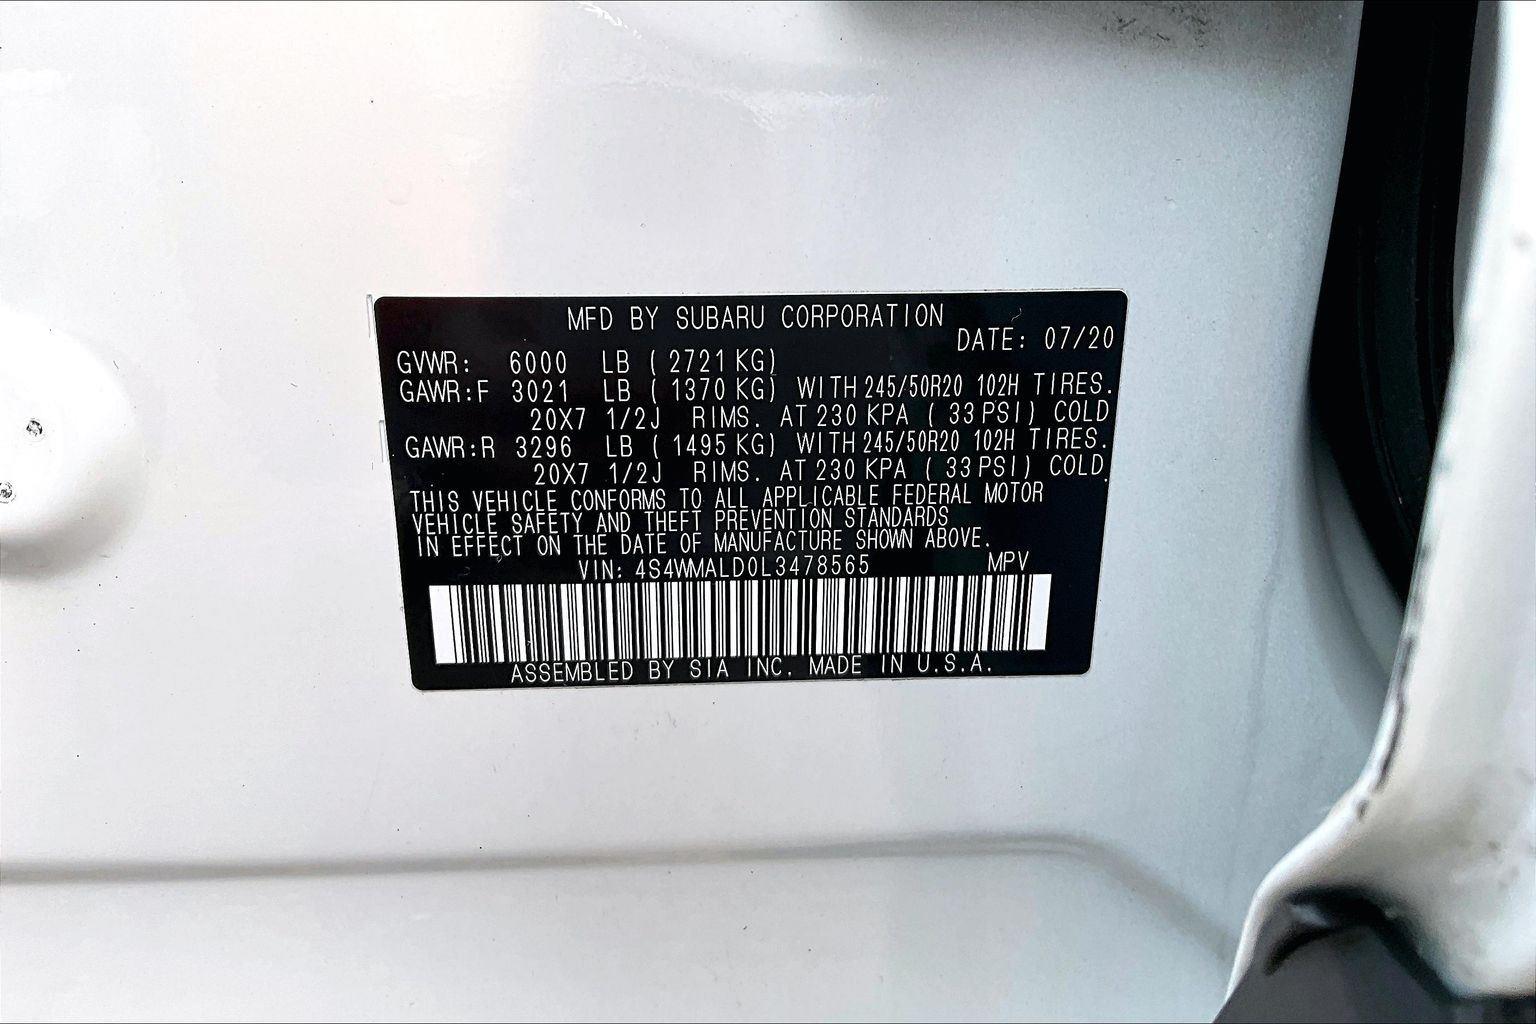 MFD BY SUBARU CORPORATION
DATE: 07/20
GVWR: 6000 LB ( 2721 KG)
GAWR:F 3021 LB ( 1370 KG) WITH 245/50R20 102H TIRES.
20X7 1/2J RIMS. AT 230 KPA ( 33 PSI) COLD
GAWR:R 3296 LB ( 1495 KG) WITH 245/50R20 102H TIRES.
20X7 1/2J RIMS. AT 230 KPA ( 33 PSI) COLD.
THIS VEHICLE CONFORMS TO ALL APPLICABLE FEDERAL MOTOR
VEHICLE SAFETY AND THEFT PREVENTION STANDARDS
IN EFFECT ON THE DATE OF MANUFACTURE SHOWN ABOVE.
VIN: 4S4WMALD0L3478565 MPV
ASSEMBLED BY SIA INC. MADE IN U.S.A.